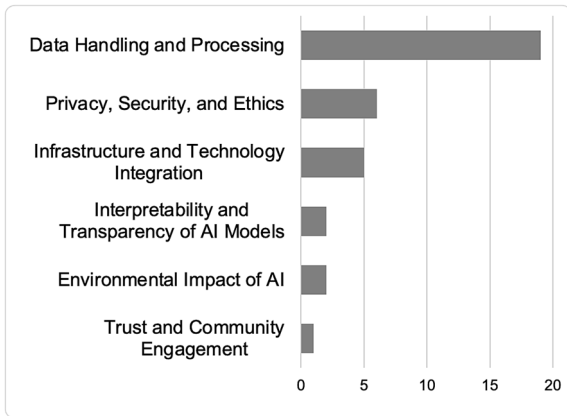 Data Handling and Processing
Privacy, Security, and Ethics
Infrastructure and Technology
Integration
Interpretability and
Transparency of AI Models
Environmental Impact of AI
Trust and Community
Engagement
0 5 10 15 20